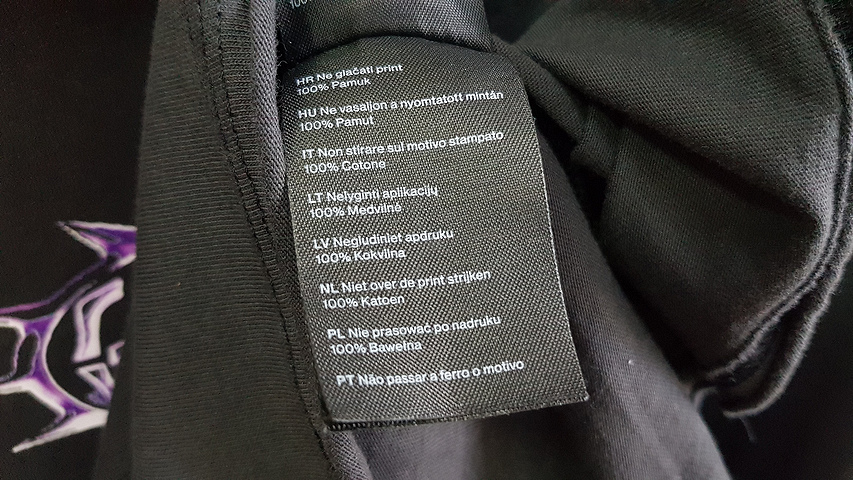 100%
HR Ne glačati print
100% Pamuk
HU Ne vasaljon a nyomtatott mintán
100% Pamut
IT Non stirare sul motivo stampato
100% Cotone
LT Nelyginti aplikacijų
100% Medvilnė
LV Negludiniet apdruku
100% Kokvilna
NL Niet over de print strijken
100% Katoen
PL Nie prasować po nadruku
100% Bawełna
PT Não passar a ferro o motivo